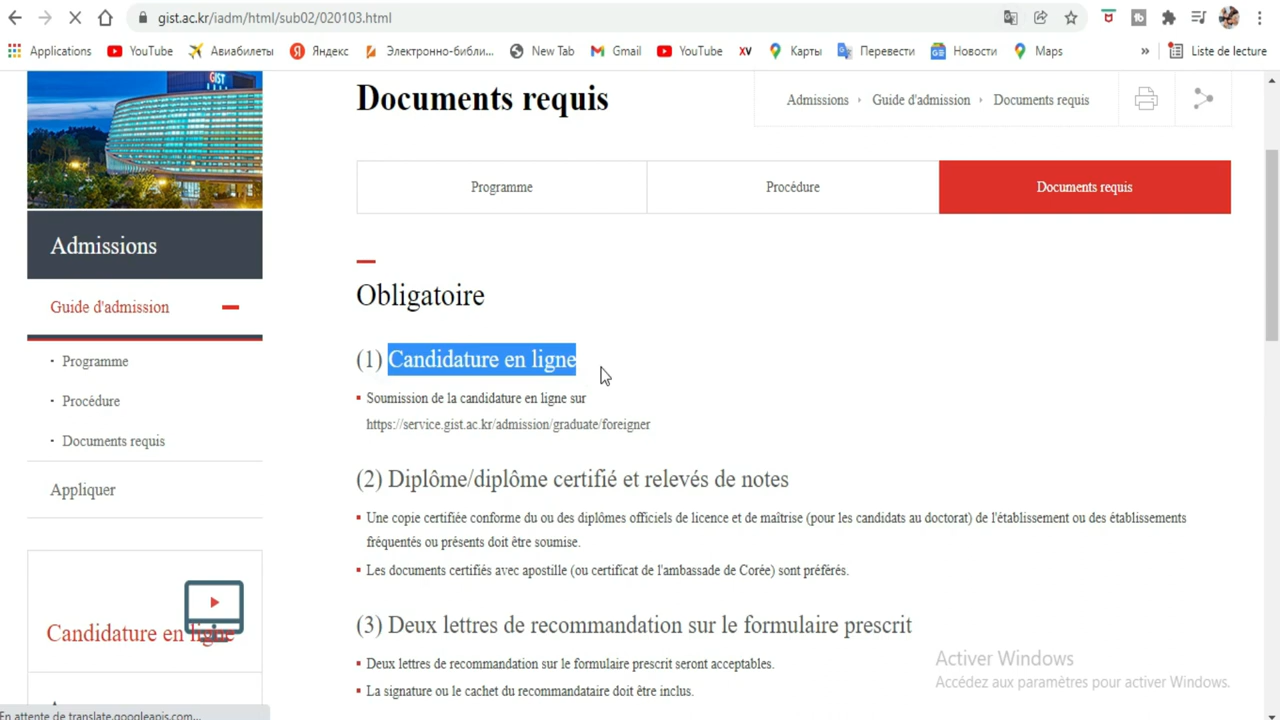 gist.ac.kr/iadm/html/sub02/020103.html
Applications
YouTube
Авиабилеты
Яндекс
Электронно-библи...
New Tab
Gmail
YouTube
XV
Карты
Перевести
Новости
Maps
»
Liste de lecture
GIST
Documents requis
Admissions › Guide d'admission › Documents requis
Programme
Procédure
Documents requis
Admissions
Guide d'admission
Programme
Procédure
Documents requis
Appliquer
Candidature en ligne
Obligatoire
(1) Candidature en ligne
Soumission de la candidature en ligne sur
https://service.gist.ac.kr/admission/graduate/foreigner
(2) Diplôme/diplôme certifié et relevés de notes
Une copie certifiée conforme du ou des diplômes officiels de licence et de maîtrise (pour les candidats au doctorat) de l'établissement ou des établissements
fréquentés ou présents doit être soumise.
Les documents certifiés avec apostille (ou certificat de l'ambassade de Corée) sont préférés.
(3) Deux lettres de recommandation sur le formulaire prescrit
Deux lettres de recommandation sur le formulaire prescrit seront acceptables.
La signature ou le cachet du recommandataire doit être inclus.
Activer Windows
Accédez aux paramètres pour activer Windows.
En attente de translate.googleapis.com...